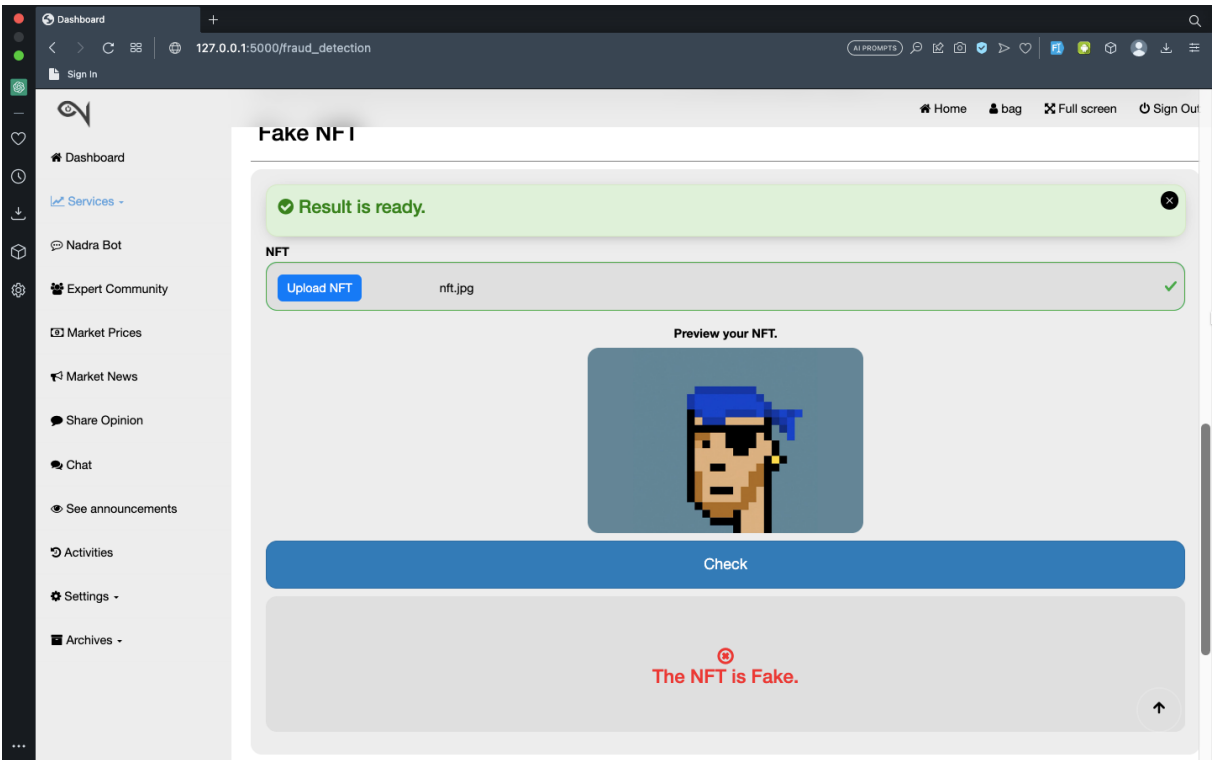 Dashboard
+
127.0.0.1:5000/fraud_detection
AI PROMPTS
Sign In
Home
bag
Full screen
Sign Out
Dashboard
Services
Nadra Bot
Expert Community
Market Prices
Market News
Share Opinion
Chat
See announcements
Activities
Settings
Archives
Fake NFT
Result is ready.
NFT
Upload NFT nft.jpg
Preview your NFT.
Check
The NFT is Fake.